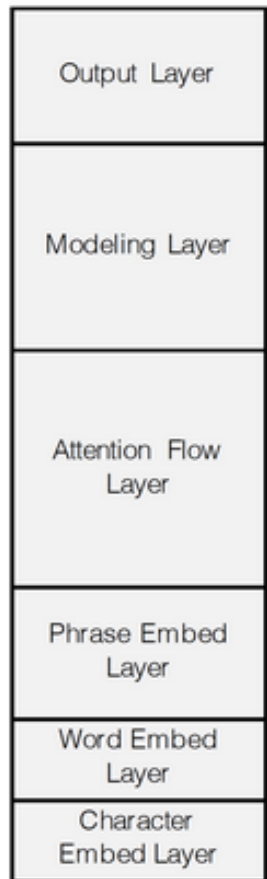 Output Layer
Modeling Layer
Attention Flow
Layer
Phrase Embed
Layer
Word Embed
Layer
Character
Embed Layer